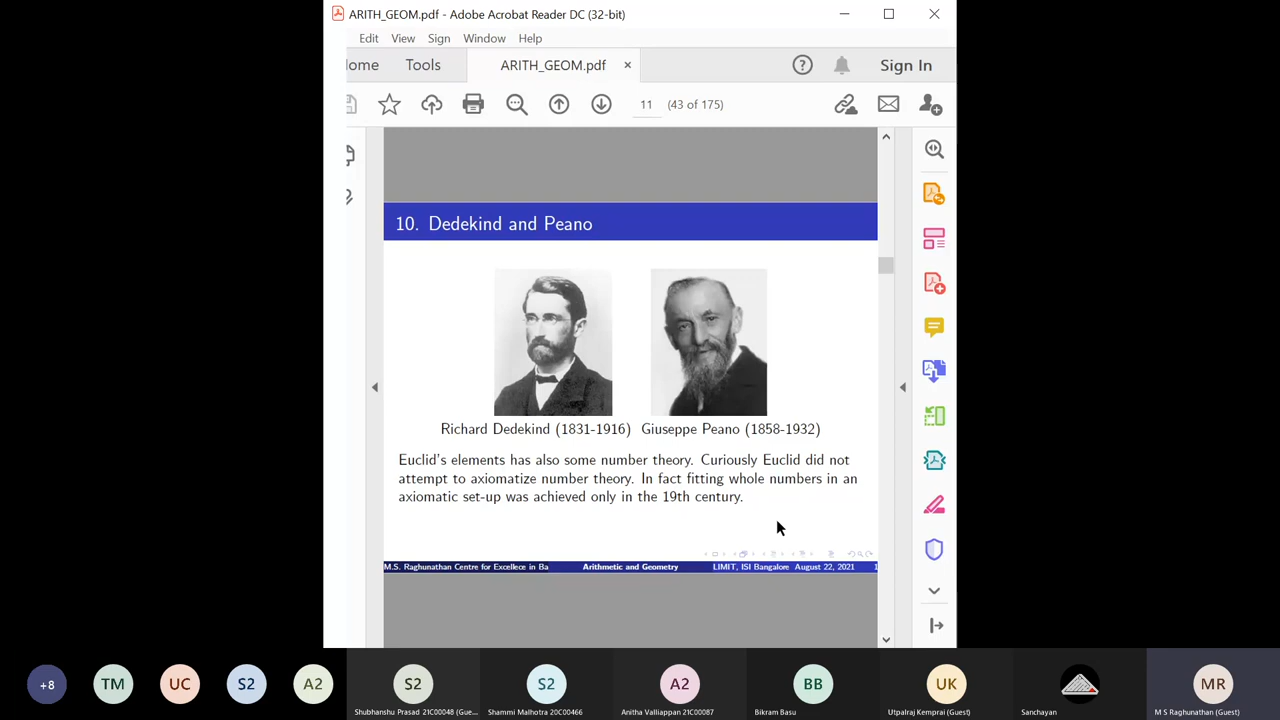 ARITH_GEOM.pdf - Adobe Acrobat Reader DC (32-bit)
Edit View Sign Window Help
ome Tools ARITH_GEOM.pdf × Sign In
11 (43 of 175)
10. Dedekind and Peano
Richard Dedekind (1831-1916) Giuseppe Peano (1858-1932)
Euclid's elements has also some number theory. Curiously Euclid did not
attempt to axiomatize number theory. In fact fitting whole numbers in an
axiomatic set-up was achieved only in the 19th century.
M.S. Raghunathan Centre for Excellece in Ba Arithmetic and Geometry LIMIT, ISI Bangalore August 22, 2021 1
+8 TM UC S2 A2 S2 S2 A2 BB UK MR
Shubhanshu Prasad 21C00048 (Gue... Shammi Malhotra 20C00466 Anitha Valliappan 21C00087 Bikram Basu Utpalraj Kemprai (Guest) Sanchayan M S Raghunathan (Guest)